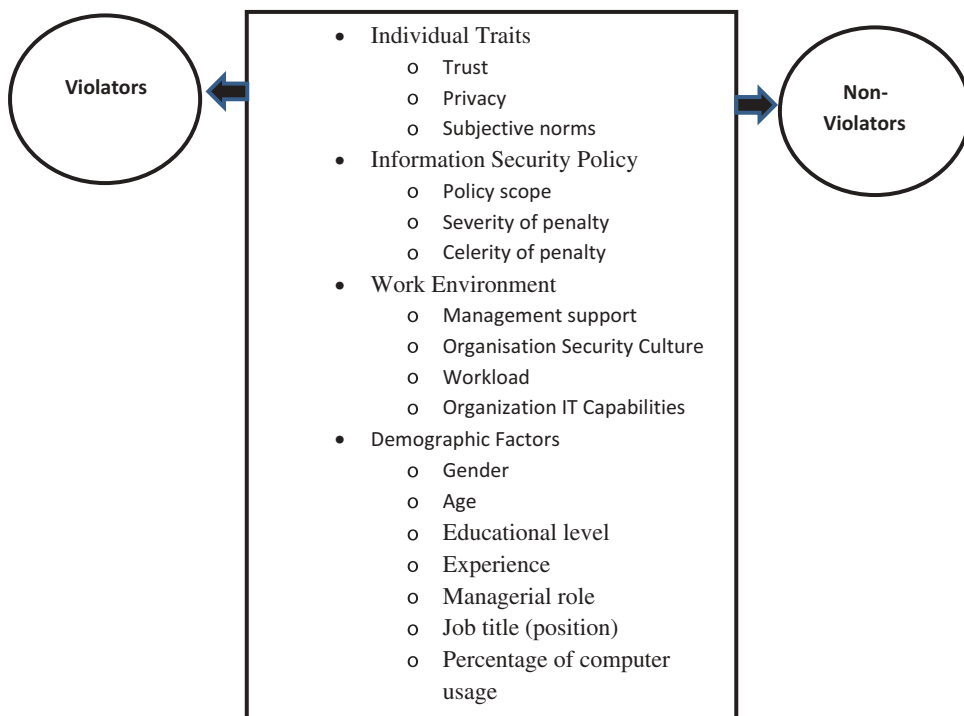 Violators
• Individual Traits
o Trust
o Privacy
o Subjective norms
• Information Security Policy
o Policy scope
o Severity of penalty
o Celerity of penalty
• Work Environment
o Management support
o Organisation Security Culture
o Workload
o Organization IT Capabilities
• Demographic Factors
o Gender
o Age
o Educational level
o Experience
o Managerial role
o Job title (position)
o Percentage of computer
usage
Non-
Violators